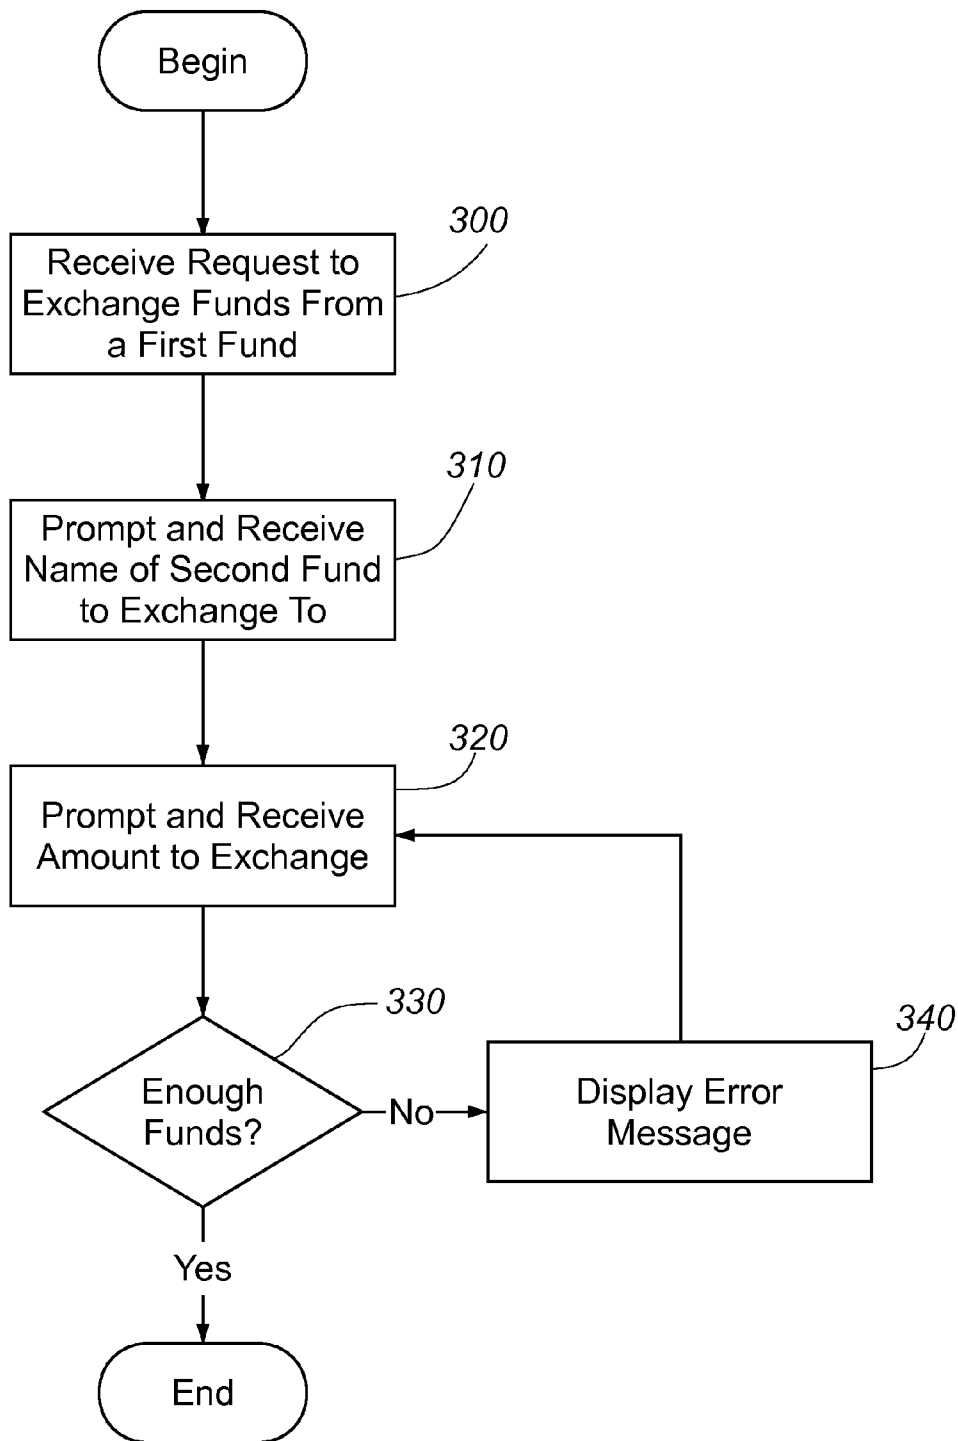 Begin
300
Receive Request to
Exchange Funds From
a First Fund
310
Prompt and Receive
Name of Second Fund
to Exchange To
320
Prompt and Receive
Amount to Exchange
330
Enough
Funds?
No
340
Display Error
Message
Yes
End